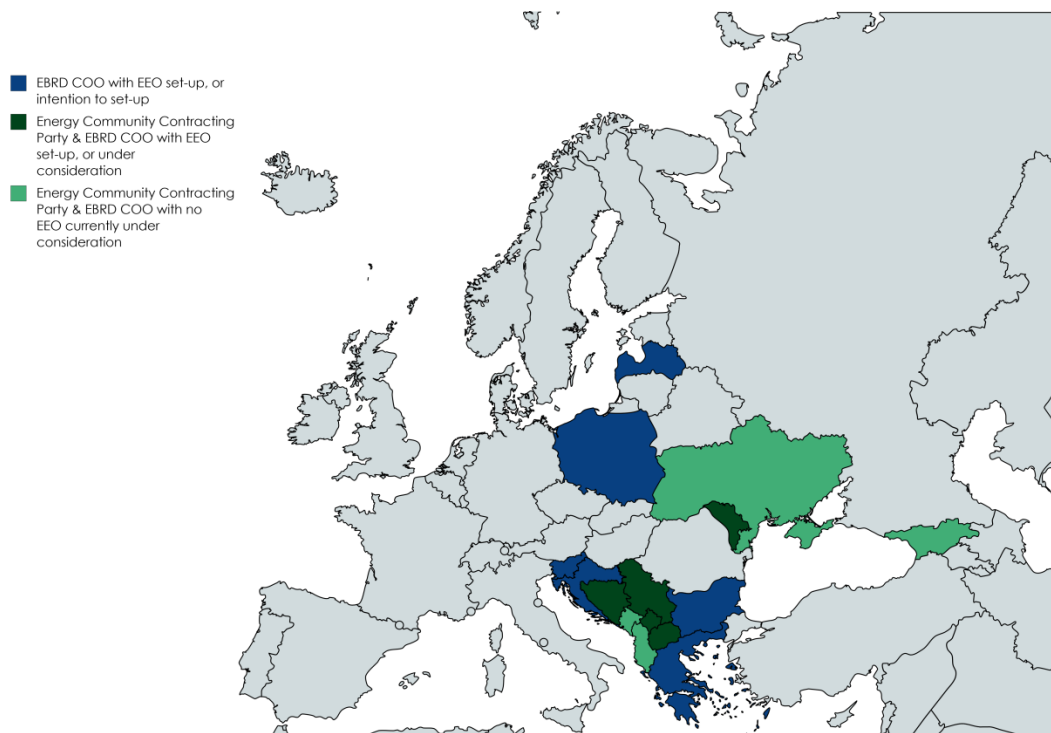 EBRD COO with EEO set-up, or
intention to set-up
Energy Community Contracting
Party & EBRD COO with EEO
set-up, or under
consideration
Energy Community Contracting
Party & EBRD COO with no
EEO currently under
consideration